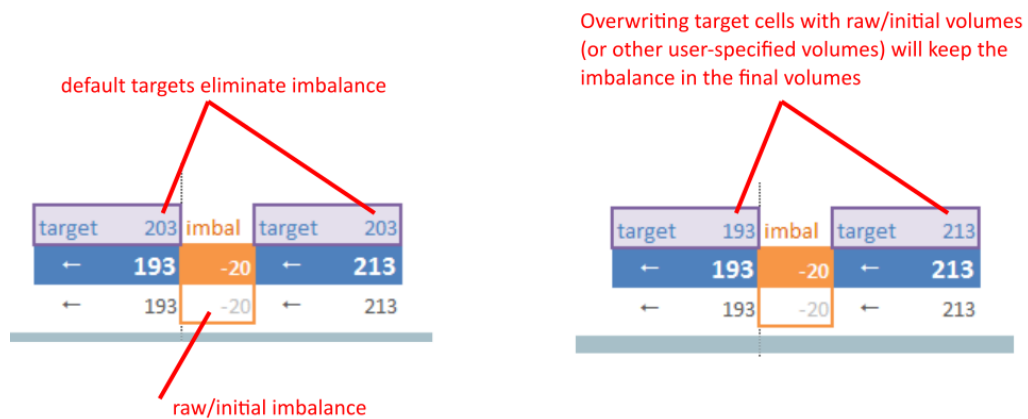 Overwriting target cells with raw/initial volumes
(or other user-specified volumes) will keep the
imbalance in the final volumes
default targets eliminate imbalance
target 203 imbal target 203
← 193 -20 ← 213
← 193 -20 ← 213
raw/initial imbalance
target 193 imbal target 213
← 193 -20 ← 213
← 193 -20 ← 213